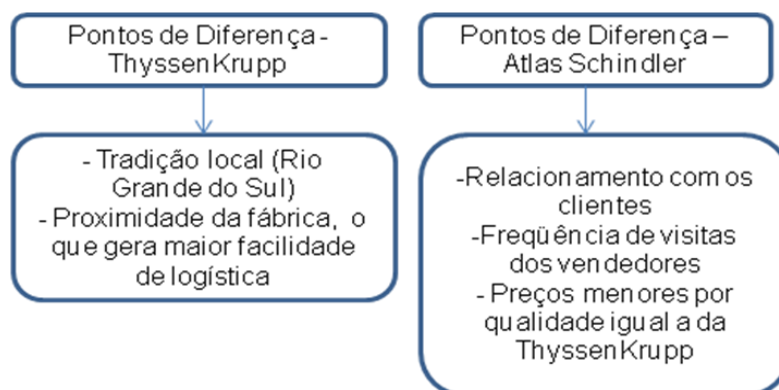 Pontos de Diferença -
ThyssenKrupp
- Tradição local (Rio
Grande do Sul)
- Proximidade da fábrica, o
que gera maior facilidade
de logística
Pontos de Diferença –
Atlas Schindler
-Relacionamento com os
clientes
-Freqüência de visitas
dos vendedores
- Preços menores por
qualidade igual a da
ThyssenKrupp